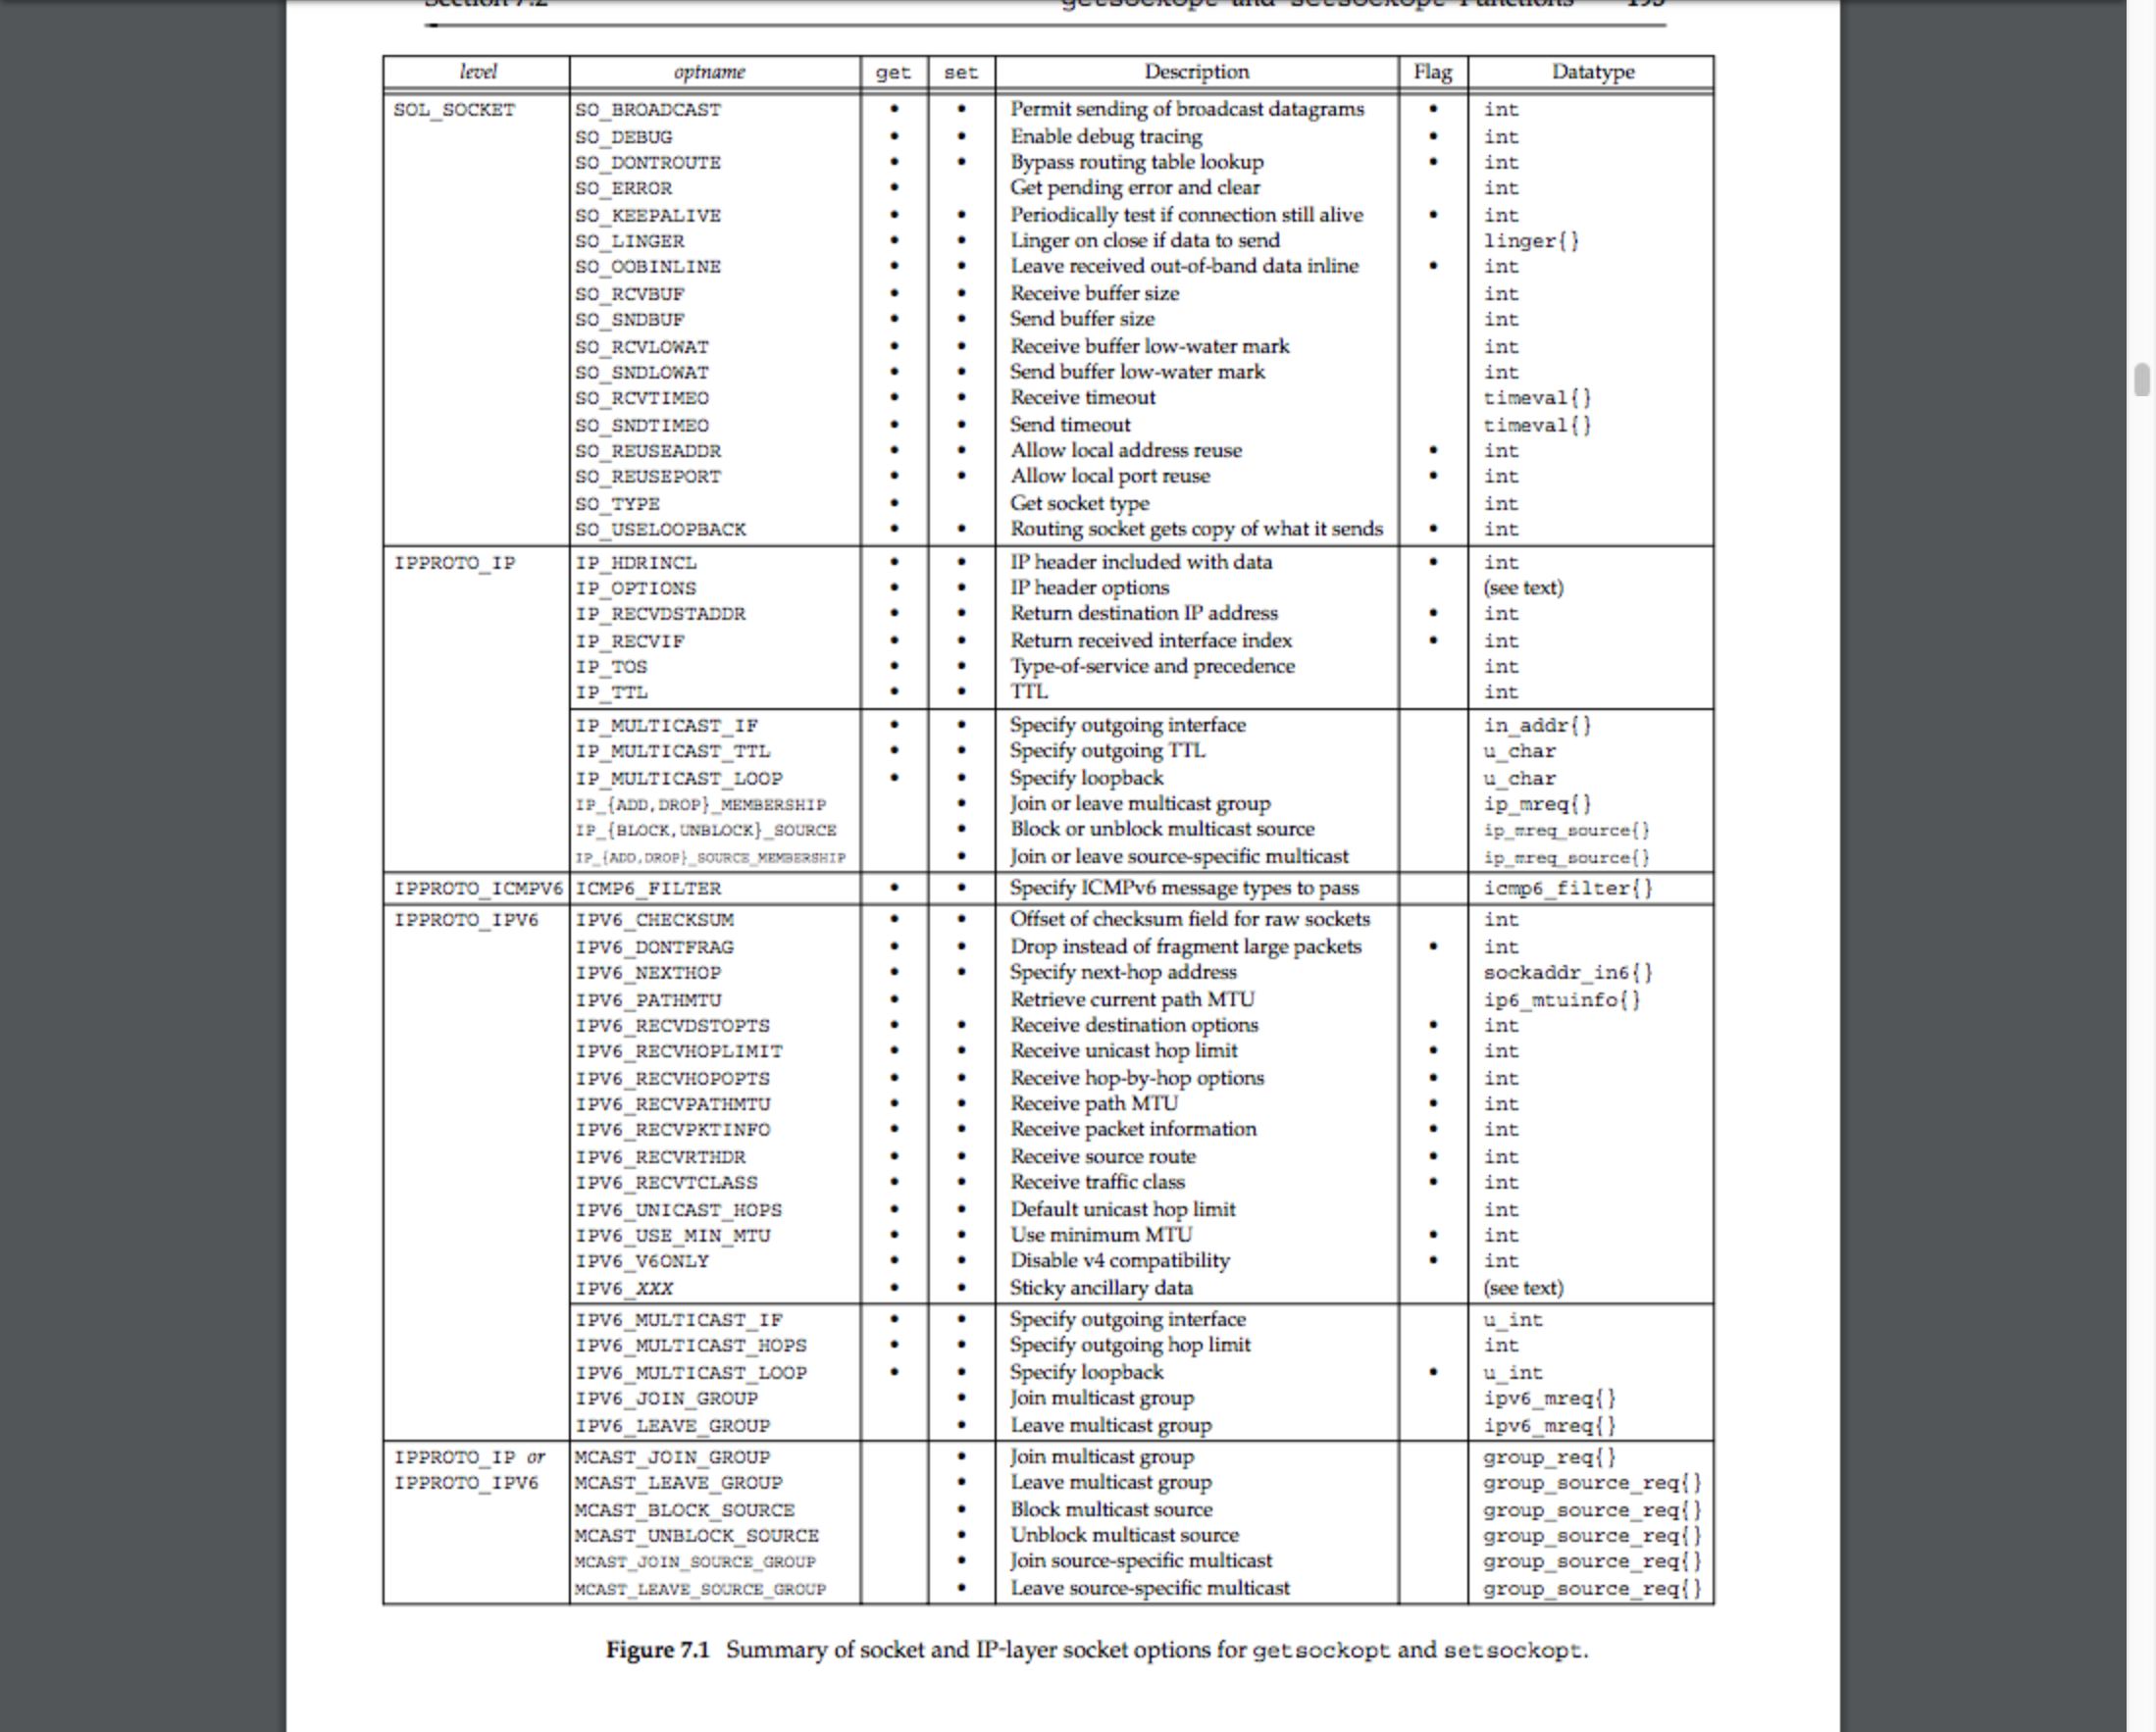 Section 7.2 getsockopt and setsockopt Functions 193
level optname get set Description Flag Datatype
SOL_SOCKET SO_BROADCAST • • Permit sending of broadcast datagrams • int
SO_DEBUG • • Enable debug tracing • int
SO_DONTROUTE • • Bypass routing table lookup • int
SO_ERROR • Get pending error and clear int
SO_KEEPALIVE • • Periodically test if connection still alive • int
SO_LINGER • • Linger on close if data to send linger{}
SO_OOBINLINE • • Leave received out-of-band data inline • int
SO_RCVBUF • • Receive buffer size int
SO_SNDBUF • • Send buffer size int
SO_RCVLOWAT • • Receive buffer low-water mark int
SO_SNDLOWAT • • Send buffer low-water mark int
SO_RCVTIMEO • • Receive timeout timeval{}
SO_SNDTIMEO • • Send timeout timeval{}
SO_REUSEADDR • • Allow local address reuse • int
SO_REUSEPORT • • Allow local port reuse • int
SO_TYPE • Get socket type int
SO_USELOOPBACK • • Routing socket gets copy of what it sends • int
IPPROTO_IP IP_HDRINCL • • IP header included with data • int
IP_OPTIONS • • IP header options (see text)
IP_RECVDSTADDR • • Return destination IP address • int
IP_RECVIF • • Return received interface index • int
IP_TOS • • Type-of-service and precedence int
IP_TTL • • TTL int
IP_MULTICAST_IF • • Specify outgoing interface in_addr{}
IP_MULTICAST_TTL • • Specify outgoing TTL u_char
IP_MULTICAST_LOOP • • Specify loopback u_char
IP_{ADD,DROP}_MEMBERSHIP • Join or leave multicast group ip_mreq{}
IP_{BLOCK,UNBLOCK}_SOURCE • Block or unblock multicast source ip_mreq_source{}
IP_{ADD,DROP}_SOURCE_MEMBERSHIP • Join or leave source-specific multicast ip_mreq_source{}
IPPROTO_ICMPV6 ICMP6_FILTER • • Specify ICMPv6 message types to pass icmp6_filter{}
IPPROTO_IPV6 IPV6_CHECKSUM • • Offset of checksum field for raw sockets int
IPV6_DONTFRAG • • Drop instead of fragment large packets • int
IPV6_NEXTHOP • • Specify next-hop address sockaddr_in6{}
IPV6_PATHMTU • Retrieve current path MTU ip6_mtuinfo{}
IPV6_RECVDSTOPTS • • Receive destination options • int
IPV6_RECVHOPLIMIT • • Receive unicast hop limit • int
IPV6_RECVHOPOPTS • • Receive hop-by-hop options • int
IPV6_RECVPATHMTU • • Receive path MTU • int
IPV6_RECVPKTINFO • • Receive packet information • int
IPV6_RECVRTHDR • • Receive source route • int
IPV6_RECVTCLASS • • Receive traffic class • int
IPV6_UNICAST_HOPS • • Default unicast hop limit int
IPV6_USE_MIN_MTU • • Use minimum MTU • int
IPV6_V6ONLY • • Disable v4 compatibility • int
IPV6_XXX • • Sticky ancillary data (see text)
IPV6_MULTICAST_IF • • Specify outgoing interface u_int
IPV6_MULTICAST_HOPS • • Specify outgoing hop limit int
IPV6_MULTICAST_LOOP • • Specify loopback • u_int
IPV6_JOIN_GROUP • Join multicast group ipv6_mreq{}
IPV6_LEAVE_GROUP • Leave multicast group ipv6_mreq{}
IPPROTO_IP or MCAST_JOIN_GROUP • Join multicast group group_req{}
IPPROTO_IPV6 MCAST_LEAVE_GROUP • Leave multicast group group_source_req{}
MCAST_BLOCK_SOURCE • Block multicast source group_source_req{}
MCAST_UNBLOCK_SOURCE • Unblock multicast source group_source_req{}
MCAST_JOIN_SOURCE_GROUP • Join source-specific multicast group_source_req{}
MCAST_LEAVE_SOURCE_GROUP • Leave source-specific multicast group_source_req{}
Figure 7.1 Summary of socket and IP-layer socket options for getsockopt and setsockopt.